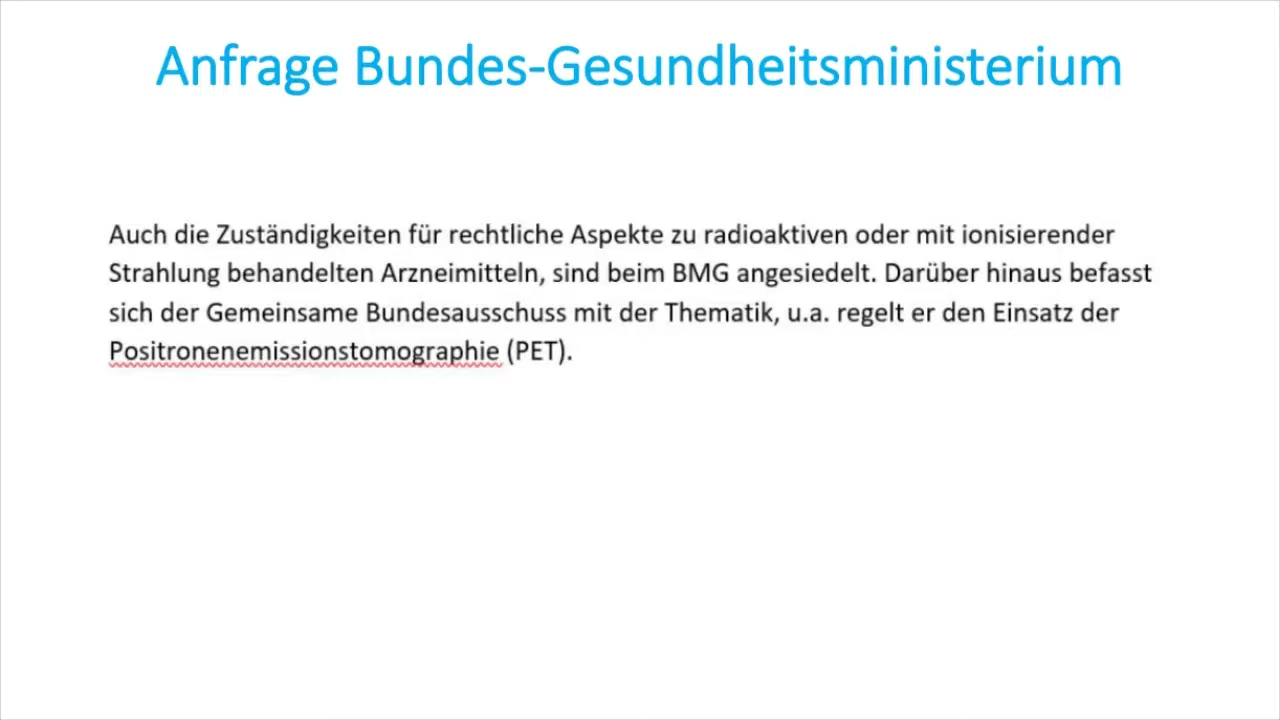 Anfrage Bundes-Gesundheitsministerium
Auch die Zuständigkeiten für rechtliche Aspekte zu radioaktiven oder mit ionisierender
Strahlung behandelten Arzneimitteln, sind beim BMG angesiedelt. Darüber hinaus befasst
sich der Gemeinsame Bundesausschuss mit der Thematik, u.a. regelt er den Einsatz der
Positronenemissionstomographie (PET).